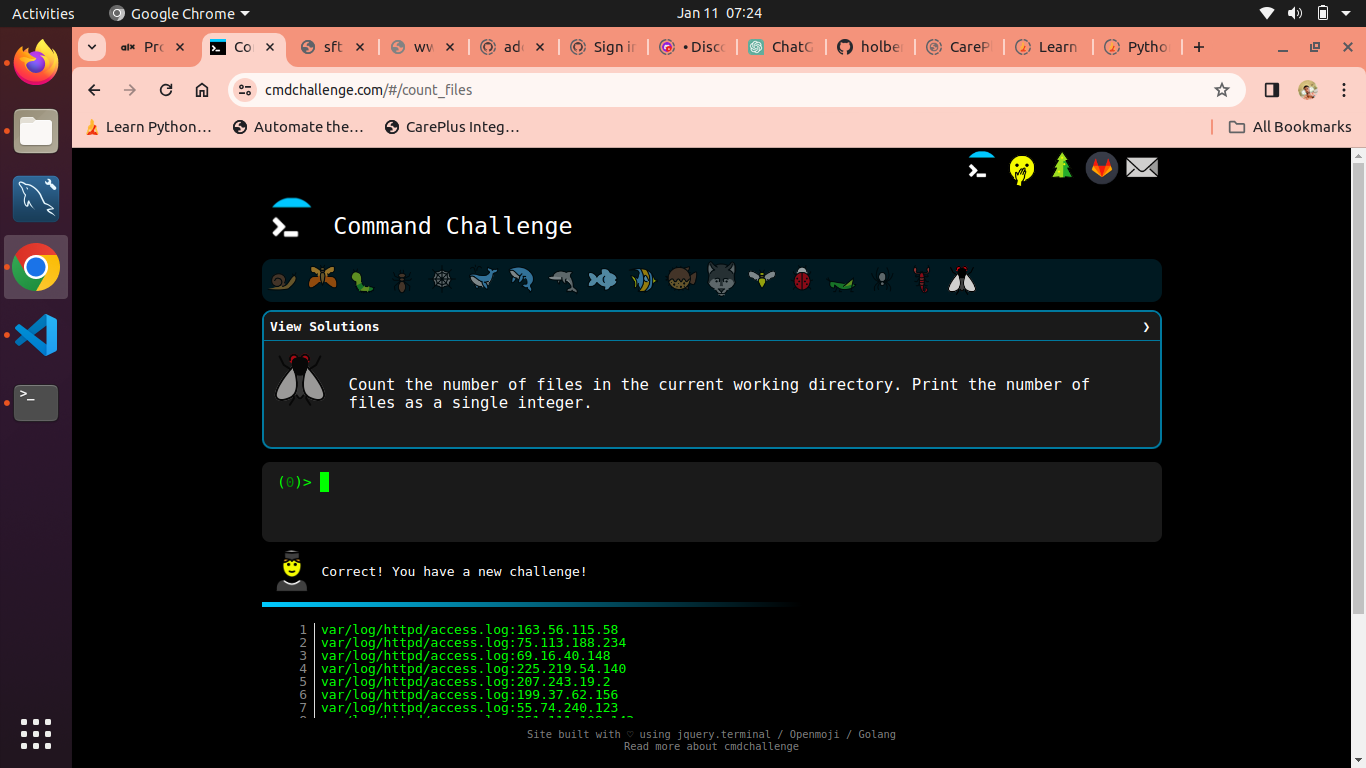 Activities
Google Chrome
Jan 11 07:24
Pro
Co
sft
ww
ado
Sign in
• Disco
ChatG
holbe
CareP
Learn
Pytho
cmdchallenge.com/#/count_files
Learn Python…
Automate the…
CarePlus Integ…
All Bookmarks
Command Challenge
View Solutions
Count the number of files in the current working directory. Print the number of
files as a single integer.
(0)>
Correct! You have a new challenge!
1 var/log/httpd/access.log:163.56.115.58
2 var/log/httpd/access.log:75.113.188.234
3 var/log/httpd/access.log:69.16.40.148
4 var/log/httpd/access.log:225.219.54.140
5 var/log/httpd/access.log:207.243.19.2
6 var/log/httpd/access.log:199.37.62.156
7 var/log/httpd/access.log:55.74.240.123
Site built with ♡ using jquery.terminal / Openmoji / Golang
Read more about cmdchallenge